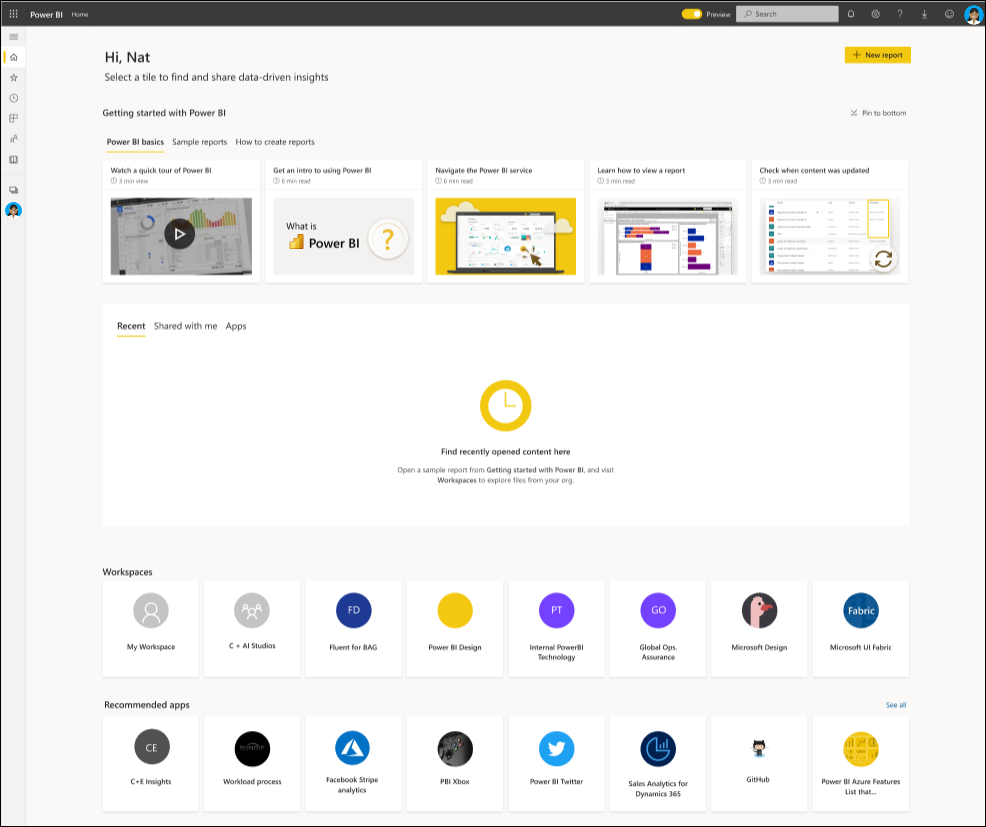 Power BI Home Preview Search
Hi, Nat
New report
Select a tile to find and share data-driven insights
Getting started with Power BI
Pin to bottom
Power BI basics Sample reports How to create reports
Watch a quick tour of Power BI
3 min view
Get an intro to using Power BI
6 min read
Navigate the Power BI service
6 min read
Learn how to view a report
3 min read
Check when content was updated
3 min read
What is
Power BI
?
Recent Shared with me Apps
Find recently opened content here
Open a sample report from Getting started with Power BI, and visit
Workspaces to explore files from your org.
Workspaces
My Workspace
C + AI Studios
FD
Fluent for BAG
Power BI Design
PT
Internal PowerBI
Technology
GO
Global Ops.
Assurance
Microsoft Design
Fabric
Microsoft UI Fabric
Recommended apps
See all
CE
C+E Insights
Workload process
Facebook Stripe
analytics
PBI Xbox
Power BI Twitter
Sales Analytics for
Dynamics 365
GitHub
Power BI Azure Features
List that...